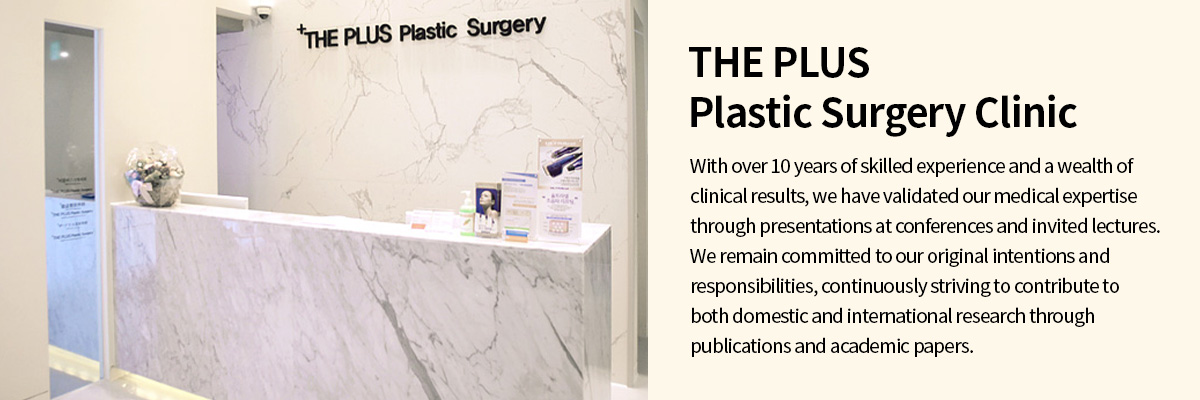 +THE PLUS Plastic Surgery
THE PLUS
Plastic Surgery Clinic
With over 10 years of skilled experience and a wealth of
clinical results, we have validated our medical expertise
through presentations at conferences and invited lectures.
We remain committed to our original intentions and
responsibilities, continuously striving to contribute to
both domestic and international research through
publications and academic papers.